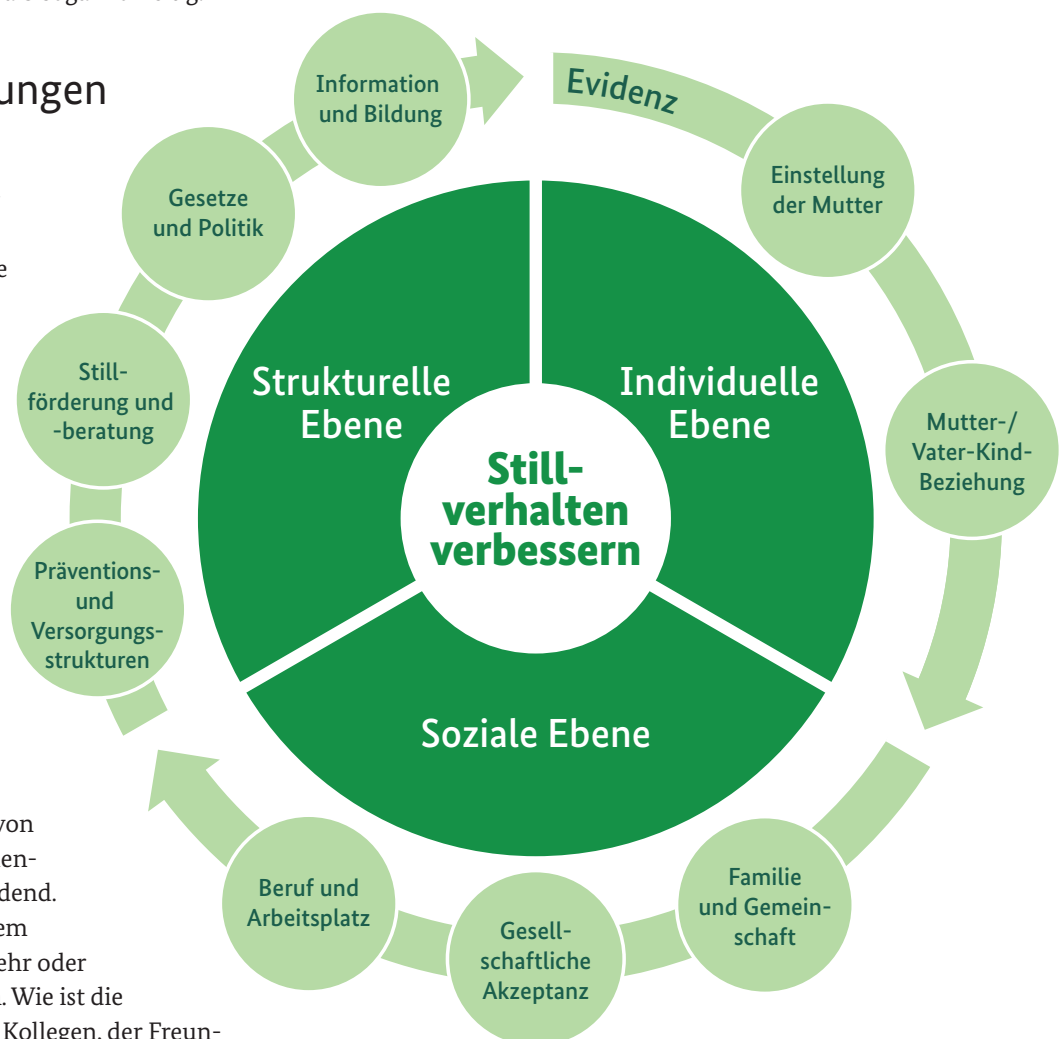 ungen
Information
und Bildung
Evidenz
Gesetze
und Politik
Einstellung
der Mutter
e
Still-
förderung und
-beratung
Strukturelle
Ebene
Individuelle
Ebene
Mutter-/
Vater-Kind-
Beziehung
Still-
verhalten
verbessern
Präventions-
und
Versorgungs-
strukturen
Soziale Ebene
von
en-
dend.
em
ehr oder
. Wie ist die
Kollegen, der Freun-
Beruf und
Arbeitsplatz
Gesell-
schaftliche
Akzeptanz
Familie
und Gemein-
schaft